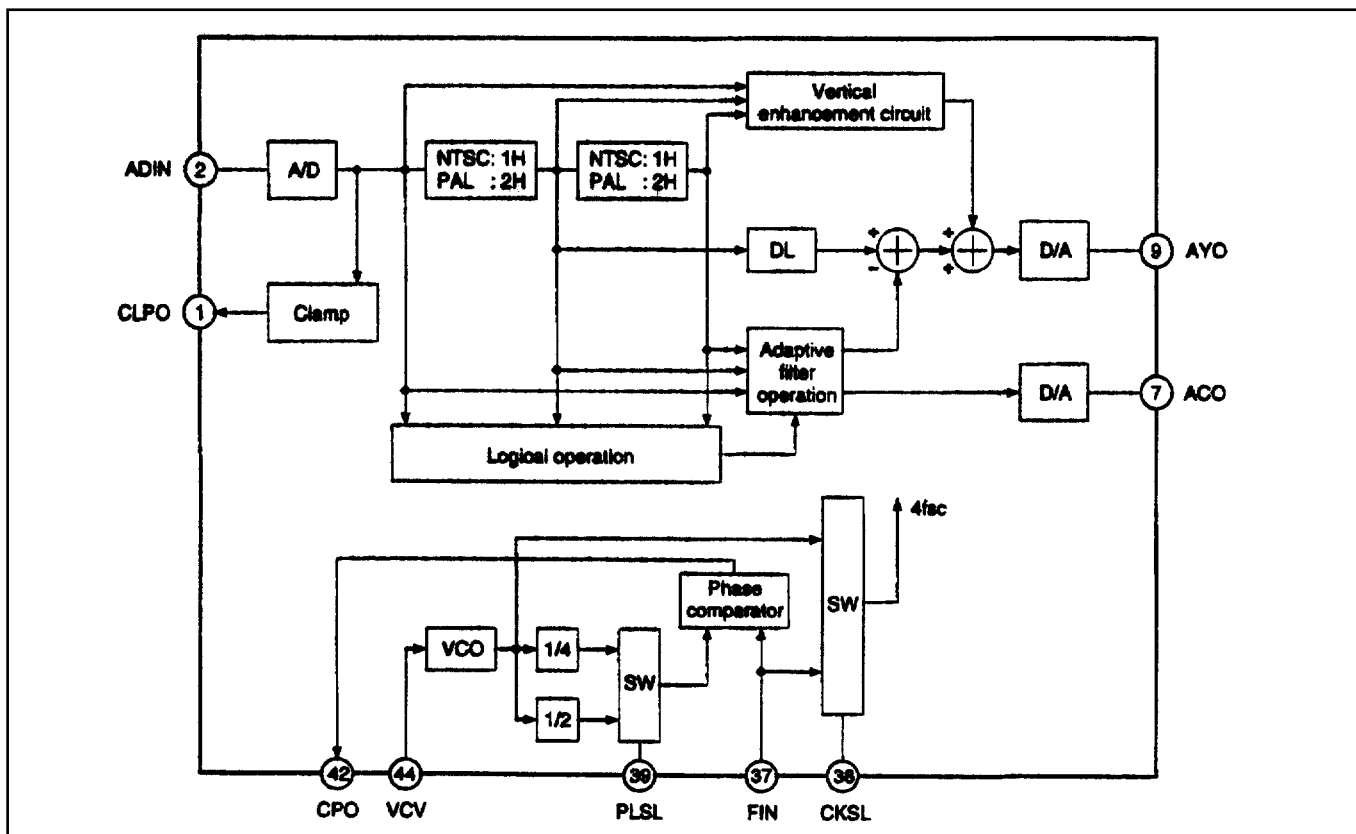 Vertical
enhancement circuit
ADIN
2
A/D
NTSC: 1H
PAL : 2H
NTSC: 1H
PAL : 2H
+
−
DL
+
+
D/A
9
AYO
CLPO
1
Clamp
Adaptive
filter
operation
D/A
7
ACO
Logical operation
4fsc
Phase
comparator
SW
VCO
1/4
SW
1/2
42
44
39
37
38
CPO
VCV
PLSL
FIN
CKSL